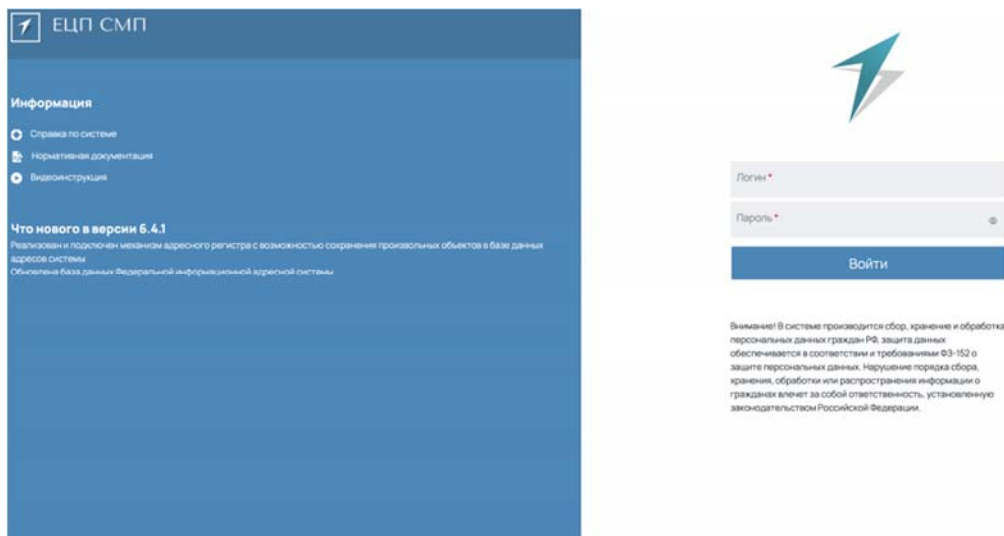 ЕЦП СМП
Информация
Справка по системе
Нормативная документация
Видеоинструкция
Что нового в версии 6.4.1
Реализован и подключен механизм адресного регистра с возможностью сохранения произвольных объектов в базе данных
адресов системы
Обновлена база данных Федеральной информационной адресной системы
Логин *
Пароль *
Войти
Внимание! В системе производится сбор, хранение и обработка
персональных данных граждан РФ, защита данных
обеспечивается в соответствии и требованиями ФЗ-152 о
защите персональных данных. Нарушение порядка сбора,
хранения, обработки или распространения информации о
гражданах влечет за собой ответственность, установленную
законодательством Российской Федерации.